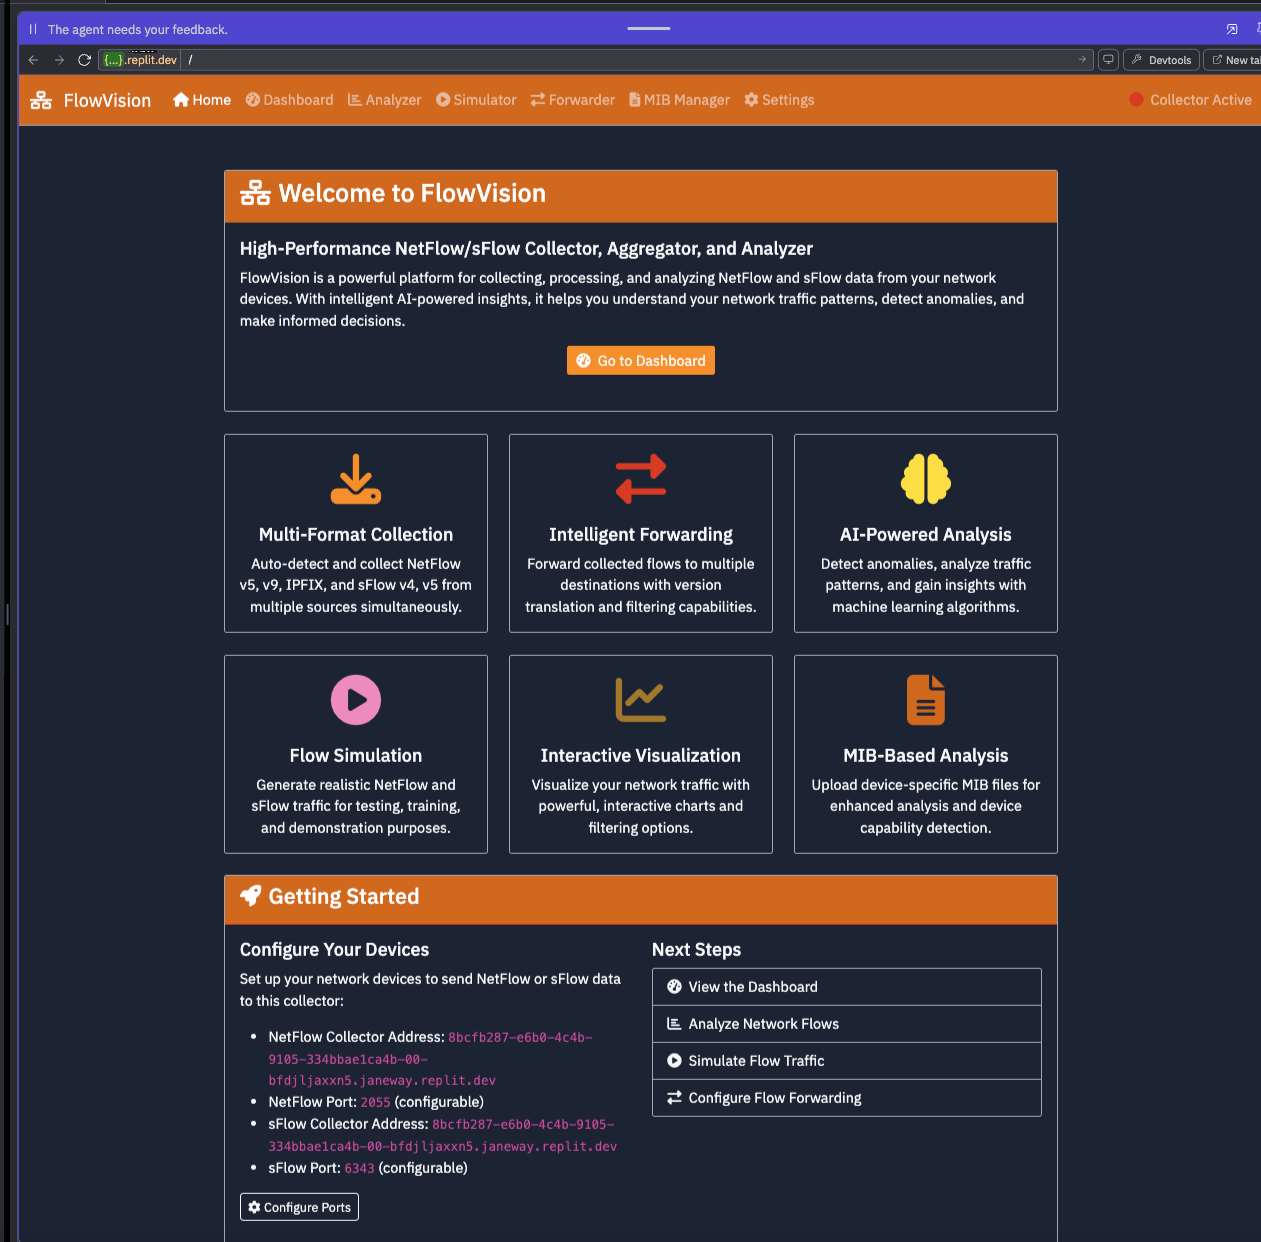 The agent needs your feedback.
{...}.replit.dev /
Devtools
New ta
FlowVision
Home
Dashboard
Analyzer
Simulator
Forwarder
MIB Manager
Settings
Collector Active
Welcome to FlowVision
High-Performance NetFlow/sFlow Collector, Aggregator, and Analyzer
FlowVision is a powerful platform for collecting, processing, and analyzing NetFlow and sFlow data from your network
devices. With intelligent AI-powered insights, it helps you understand your network traffic patterns, detect anomalies, and
make informed decisions.
Go to Dashboard
Multi-Format Collection
Auto-detect and collect NetFlow
v5, v9, IPFIX, and sFlow v4, v5 from
multiple sources simultaneously.
Intelligent Forwarding
Forward collected flows to multiple
destinations with version
translation and filtering capabilities.
AI-Powered Analysis
Detect anomalies, analyze traffic
patterns, and gain insights with
machine learning algorithms.
Flow Simulation
Generate realistic NetFlow and
sFlow traffic for testing, training,
and demonstration purposes.
Interactive Visualization
Visualize your network traffic with
powerful, interactive charts and
filtering options.
MIB-Based Analysis
Upload device-specific MIB files for
enhanced analysis and device
capability detection.
Getting Started
Configure Your Devices
Set up your network devices to send NetFlow or sFlow data
to this collector:
• NetFlow Collector Address: 8bcfb287-e6b0-4c4b-
9105-334bbae1ca4b-00-
bfdjljaxxn5.janeway.replit.dev
• NetFlow Port: 2055 (configurable)
• sFlow Collector Address: 8bcfb287-e6b0-4c4b-9105-
334bbae1ca4b-00-bfdjljaxxn5.janeway.replit.dev
• sFlow Port: 6343 (configurable)
Configure Ports
Next Steps
View the Dashboard
Analyze Network Flows
Simulate Flow Traffic
Configure Flow Forwarding